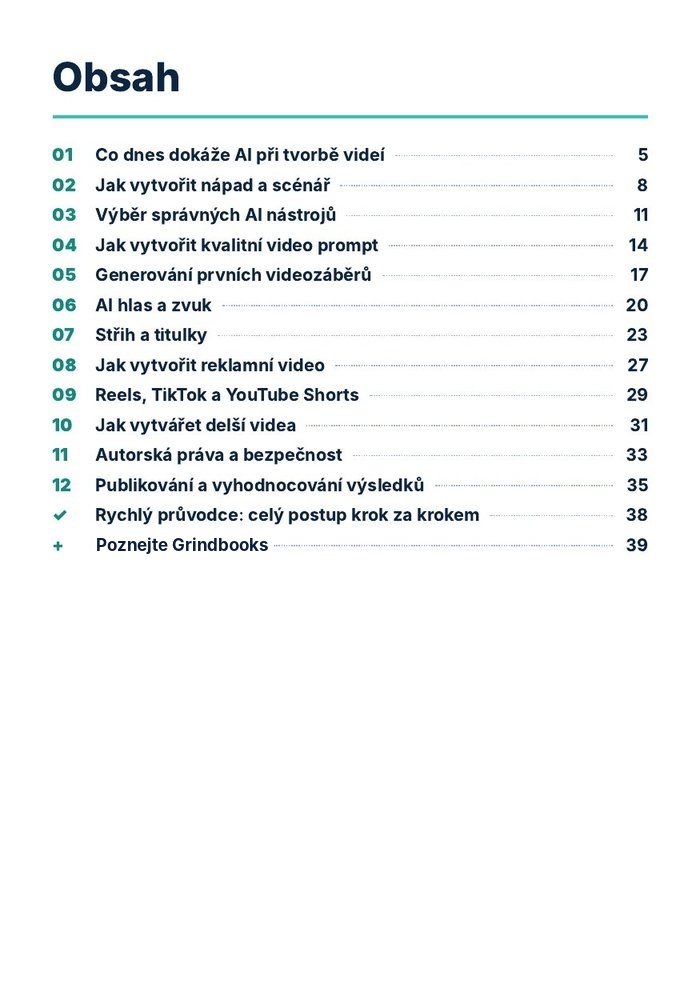 Obsah
01 Co dnes dokáže AI při tvorbě videí 5
02 Jak vytvořit nápad a scénář 8
03 Výběr správných AI nástrojů 11
04 Jak vytvořit kvalitní video prompt 14
05 Generování prvních videozáběrů 17
06 AI hlas a zvuk 20
07 Střih a titulky 23
08 Jak vytvořit reklamní video 27
09 Reels, TikTok a YouTube Shorts 29
10 Jak vytvářet delší videa 31
11 Autorská práva a bezpečnost 33
12 Publikování a vyhodnocování výsledků 35
✓ Rychlý průvodce: celý postup krok za krokem 38
+ Poznejte Grindbooks 39